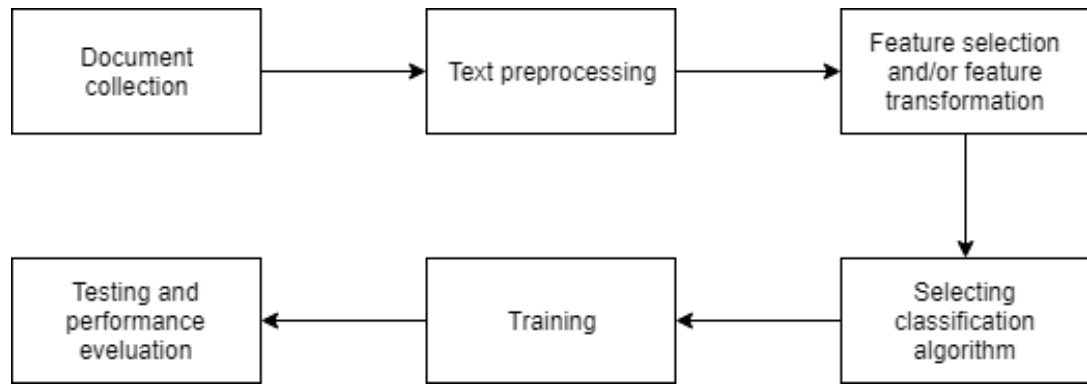 Document
collection
Text preprocessing
Feature selection
and/or feature
transformation
Selecting
classification
algorithm
Training
Testing and
performance
eveluation